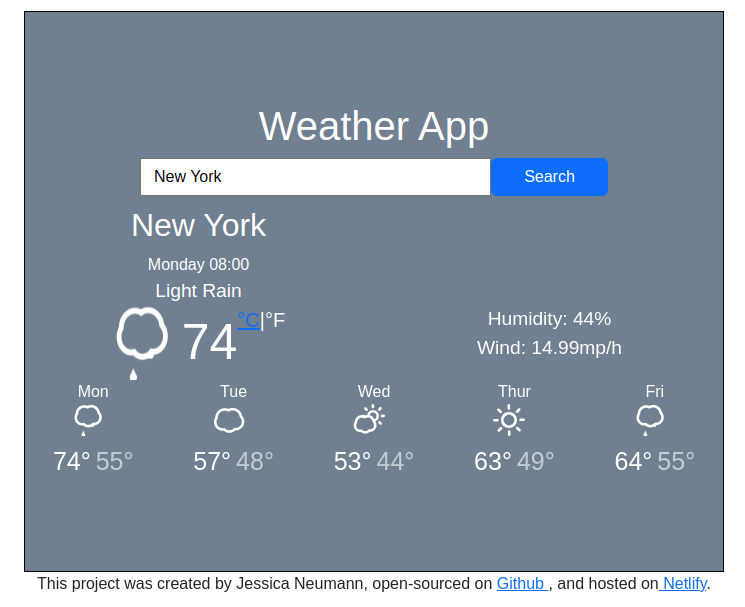 Weather App
New York Search
New York
Monday 08:00
Light Rain
74 °C|°F
Humidity: 44%
Wind: 14.99mp/h
Mon Tue Wed Thur Fri
74° 55° 57° 48° 53° 44° 63° 49° 64° 55°
This project was created by Jessica Neumann, open-sourced on Github , and hosted on Netlify.